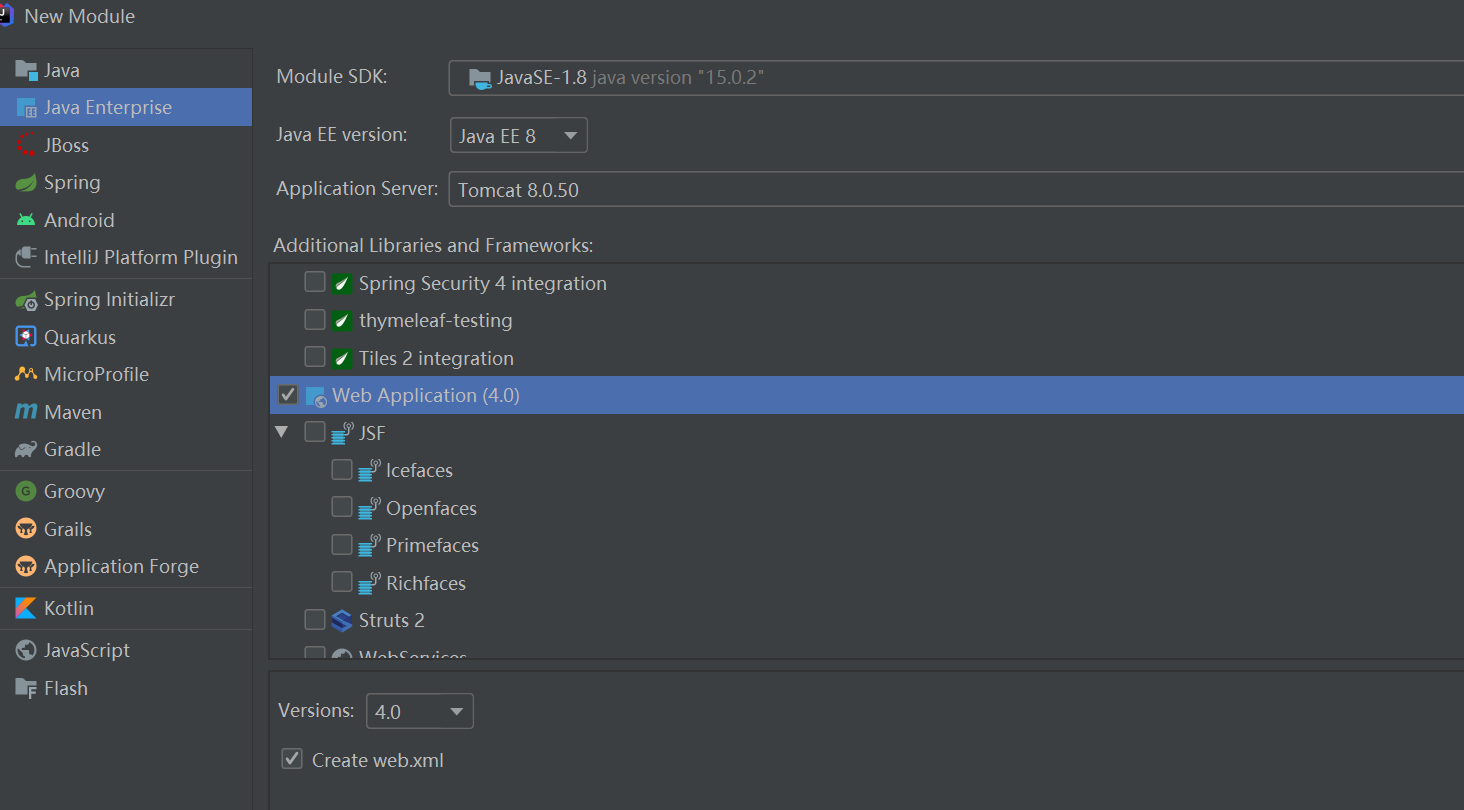 New Module
Java
Java Enterprise
JBoss
Spring
Android
IntelliJ Platform Plugin
Spring Initializr
Quarkus
MicroProfile
Maven
Gradle
Groovy
Grails
Application Forge
Kotlin
JavaScript
Flash
Module SDK: JavaSE-1.8 java version "15.0.2"
Java EE version: Java EE 8
Application Server: Tomcat 8.0.50
Additional Libraries and Frameworks:
Spring Security 4 integration
thymeleaf-testing
Tiles 2 integration
Web Application (4.0)
JSF
Icefaces
Openfaces
Primefaces
Richfaces
Struts 2
WebServices
Versions: 4.0
Create web.xml